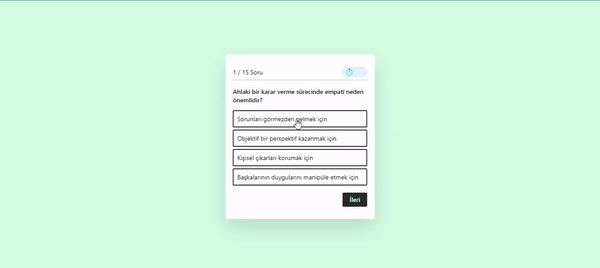 1 / 15 Soru
Ahlaki bir karar verme sürecinde empati neden
önemlidir?
Sorunları görmezden gelmek için
Objektif bir perspektif kazanmak için
Kişisel çıkarları korumak için
Başkalarının duygularını manipüle etmek için
İleri